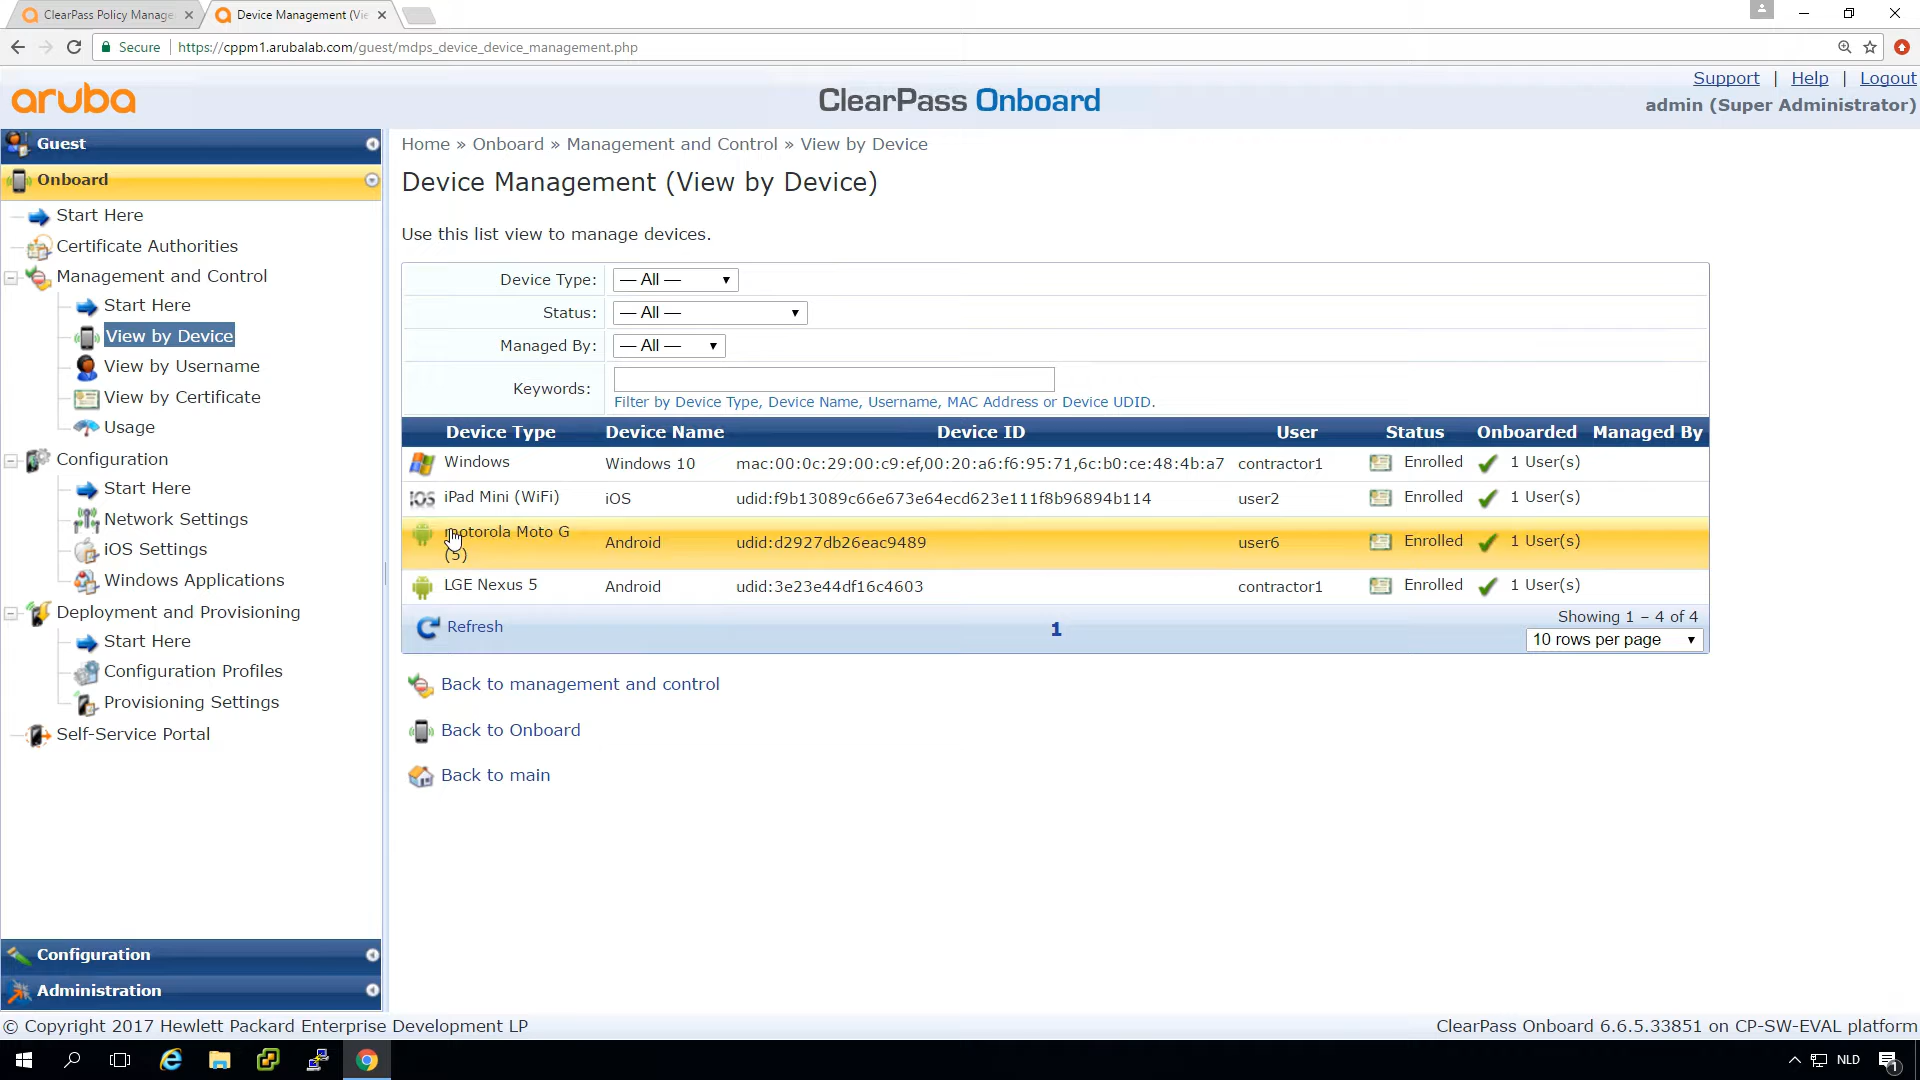 ClearPass Policy Manage
Device Management (Vie
Secure
https://cppm1.arubalab.com/guest/mdps_device_device_management.php
aruba
ClearPass Onboard
Support | Help | Logout
admin (Super Administrator)
Guest
Onboard
Start Here
Certificate Authorities
Management and Control
Start Here
View by Device
View by Username
View by Certificate
Usage
Configuration
Start Here
Network Settings
iOS Settings
Windows Applications
Deployment and Provisioning
Start Here
Configuration Profiles
Provisioning Settings
Self-Service Portal
Configuration
Administration
Home » Onboard » Management and Control » View by Device
Device Management (View by Device)
Use this list view to manage devices.
Device Type: — All —
Status: — All —
Managed By: — All —
Keywords:
Filter by Device Type, Device Name, Username, MAC Address or Device UDID.
Device Type Device Name Device ID User Status Onboarded Managed By
Windows Windows 10 mac:00:0c:29:00:c9:ef,00:20:a6:f6:95:71,6c:b0:ce:48:4b:a7 contractor1 Enrolled 1 User(s)
iOS iPad Mini (WiFi) iOS udid:f9b13089c66e673e64ecd623e111f8b96894b114 user2 Enrolled 1 User(s)
motorola Moto G
(5) Android udid:d2927db26eac9489 user6 Enrolled 1 User(s)
LGE Nexus 5 Android udid:3e23e44df16c4603 contractor1 Enrolled 1 User(s)
Refresh
1
Showing 1 – 4 of 4
10 rows per page
Back to management and control
Back to Onboard
Back to main
© Copyright 2017 Hewlett Packard Enterprise Development LP
ClearPass Onboard 6.6.5.33851 on CP-SW-EVAL platform
NLD
1